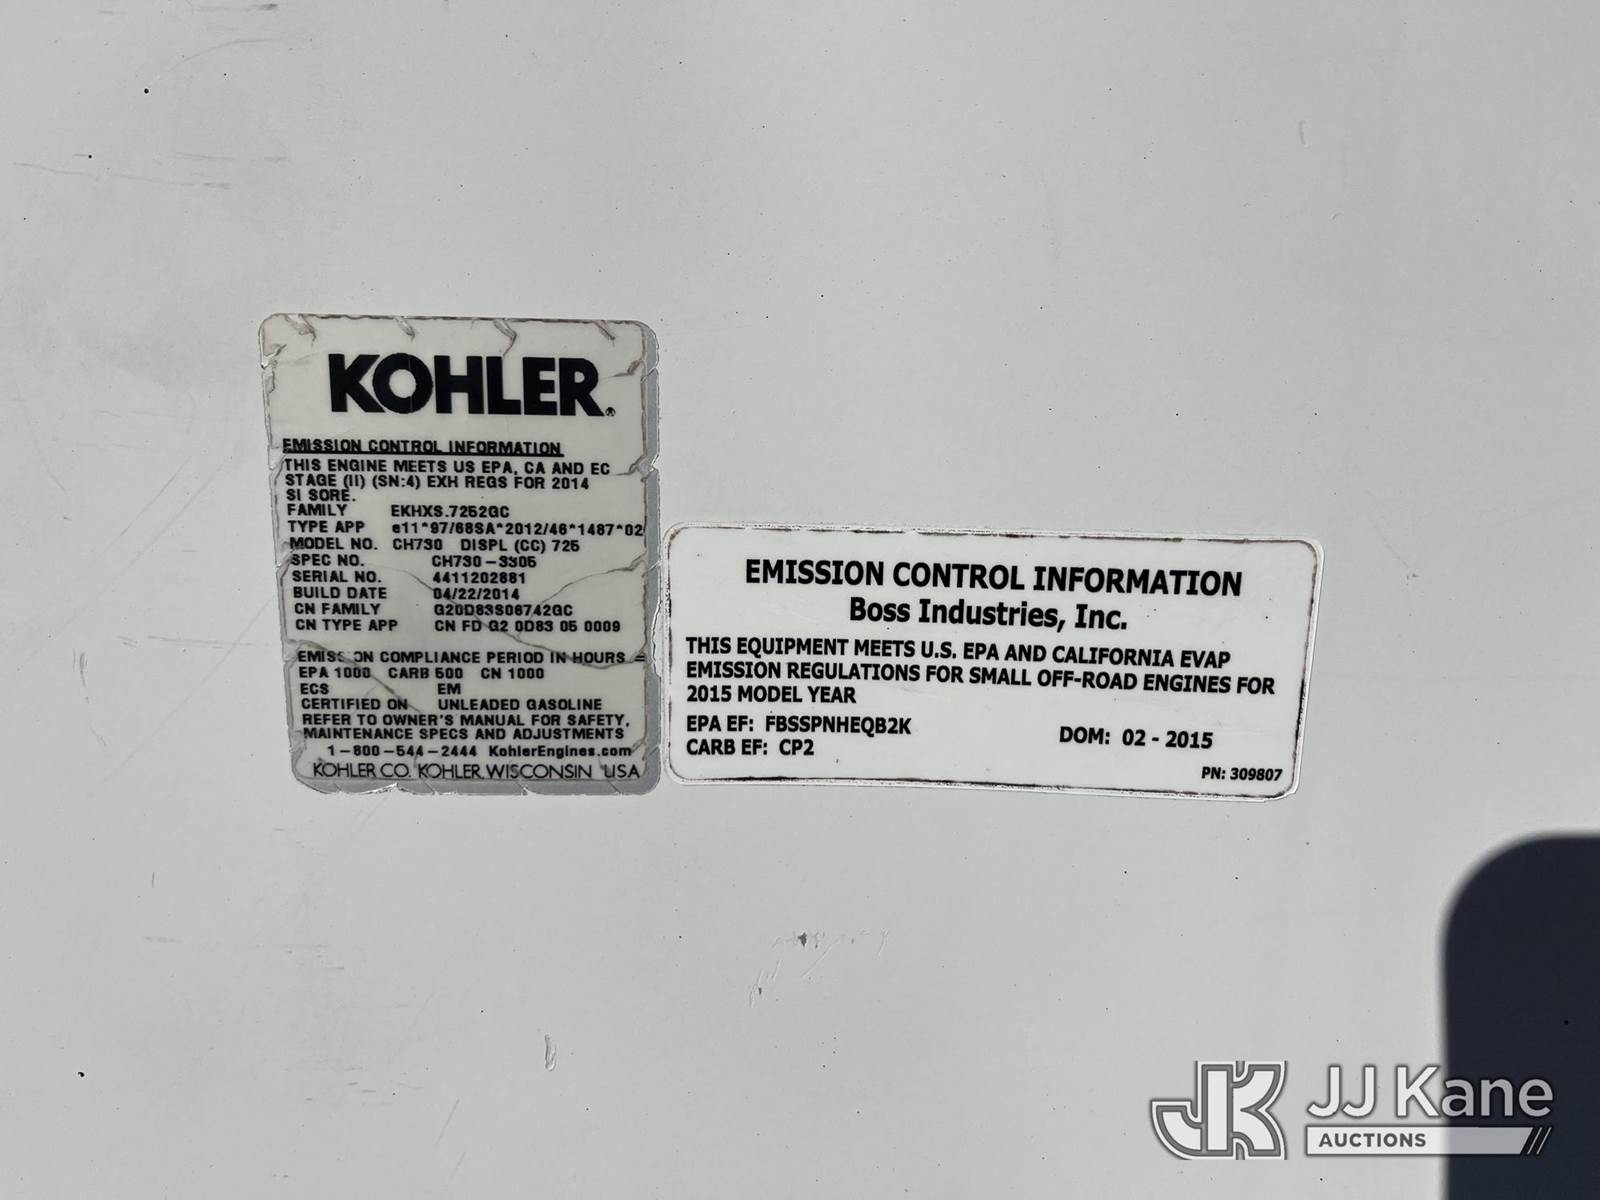 KOHLER.
EMISSION CONTROL INFORMATION
THIS ENGINE MEETS US EPA, CA AND EC
STAGE (II) (SN:4) EXH REGS FOR 2014
SI SORE.
FAMILY EKHXS.7252GC
TYPE APP e11*97/68SA*2012/46*1487*02
MODEL NO. CH730 DISPL (CC) 725
SPEC NO. CH730-3305
SERIAL NO. 4411202881
BUILD DATE 04/22/2014
CN FAMILY G20D83S06742GC
CN TYPE APP CN FD G2 0D83 05 0009
EMISSION COMPLIANCE PERIOD IN HOURS =
EPA 1000 CARB 500 CN 1000
ECS EM
CERTIFIED ON UNLEADED GASOLINE
REFER TO OWNER'S MANUAL FOR SAFETY,
MAINTENANCE SPECS AND ADJUSTMENTS
1-800-544-2444 KohlerEngines.com
KOHLER CO. KOHLER, WISCONSIN USA
EMISSION CONTROL INFORMATION
Boss Industries, Inc.
THIS EQUIPMENT MEETS U.S. EPA AND CALIFORNIA EVAP
EMISSION REGULATIONS FOR SMALL OFF-ROAD ENGINES FOR
2015 MODEL YEAR
EPA EF: FBSSPNHEQB2K
CARB EF: CP2
DOM: 02 - 2015
PN: 309807
JK JJ Kane
AUCTIONS